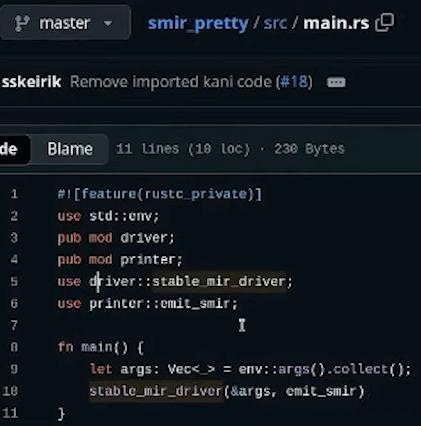 master smir_pretty / src / main.rs
sskeirik Remove imported kani code (#18)
de Blame 11 lines (10 loc) · 230 Bytes
1 #![feature(rustc_private)]
2 use std::env;
3 pub mod driver;
4 pub mod printer;
5 use driver::stable_mir_driver;
6 use printer::emit_smir;
7
8 fn main() {
9 let args: Vec<_> = env::args().collect();
10 stable_mir_driver(&args, emit_smir)
11 }